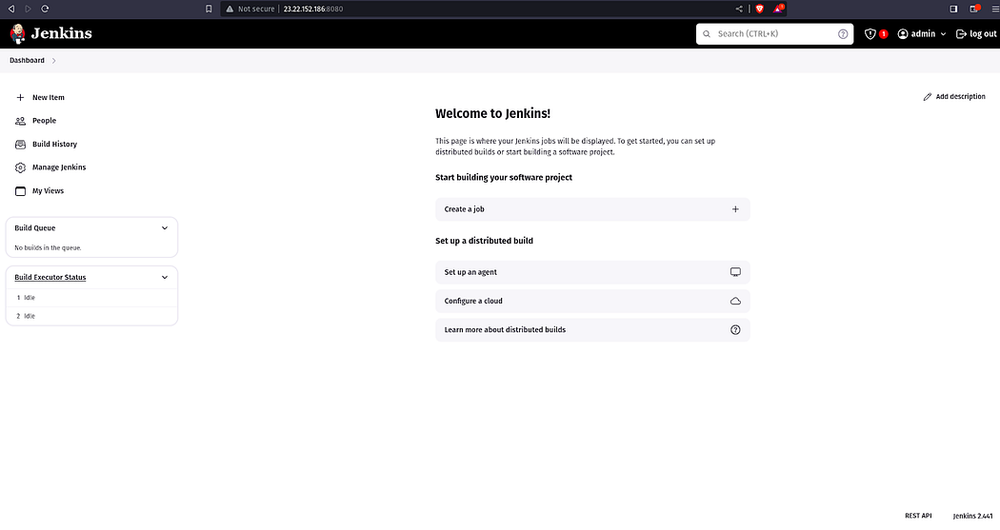 Not secure 23.22.152.186:8080
Jenkins
Search (CTRL+K)
1
admin
log out
Dashboard
New Item
People
Build History
Manage Jenkins
My Views
Build Queue
No builds in the queue.
Build Executor Status
1 Idle
2 Idle
Add description
Welcome to Jenkins!
This page is where your Jenkins jobs will be displayed. To get started, you can set up
distributed builds or start building a software project.
Start building your software project
Create a job
Set up a distributed build
Set up an agent
Configure a cloud
Learn more about distributed builds
REST API
Jenkins 2.441